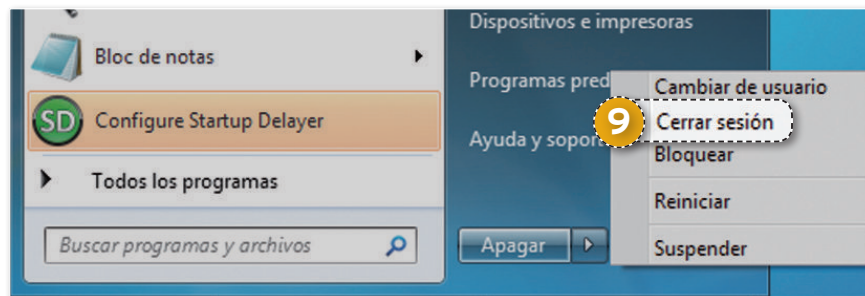 Bloc de notas
SD Configure Startup Delayer
Todos los programas
Buscar programas y archivos
Dispositivos e impresoras
Programas pred
Ayuda y sopor
Apagar
Cambiar de usuario
9 Cerrar sesión
Bloquear
Reiniciar
Suspender